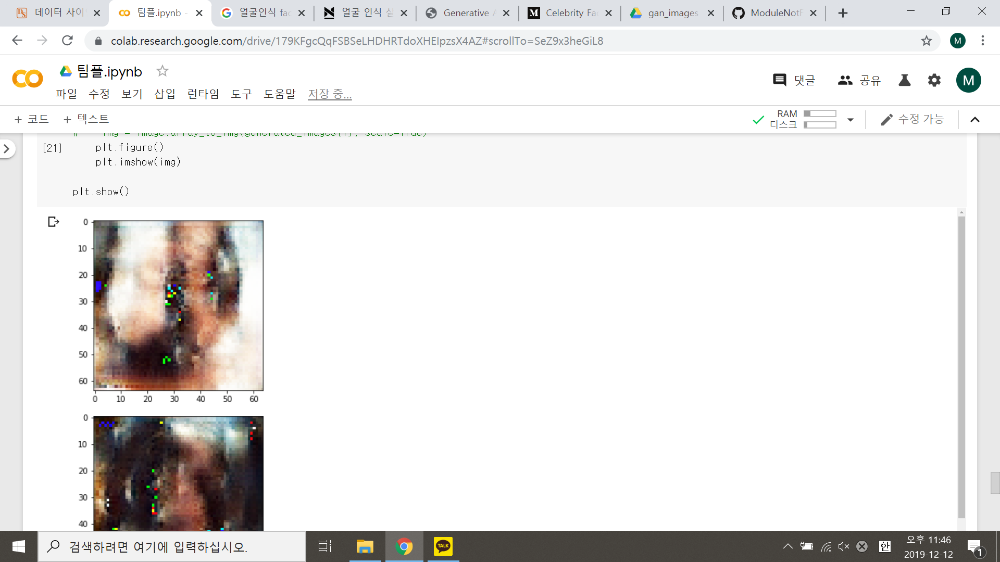 데이터 사이
팀플.ipynb -
얼굴인식 fac
얼굴 인식 실
Generative A
Celebrity Fac
gan_images
ModuleNotF
colab.research.google.com/drive/179KFgcQqFSBSeLHDHRTdoXHEIpzsX4AZ#scrollTo=SeZ9x3heGiL8
M
팀플.ipynb
댓글
공유
M
파일 수정 보기 삽입 런타임 도구 도움말 저장 중...
+ 코드 + 텍스트
RAM
디스크
수정 가능
# img = image.array_to_img(generated_images[i], scale=True)
[21] plt.figure()
plt.imshow(img)
plt.show()
0
10
20
30
40
50
60
0 10 20 30 40 50 60
0
10
20
30
40
검색하려면 여기에 입력하십시오.
TALK
한
오후 11:46
2019-12-12
1